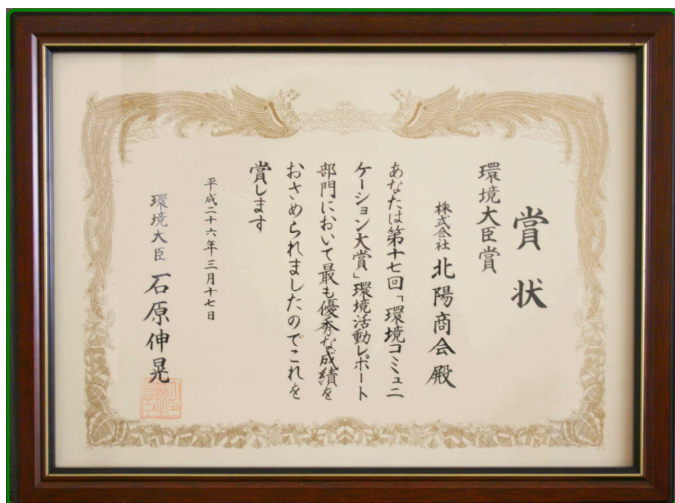 賞状
環境大臣賞
株式会社 北陽商会殿
あなたは第十七回「環境コミュニ
ケーション大賞」環境活動レポート
部門において最も優秀な成績を
おさめられましたのでこれを
賞します
平成二十六年三月十七日
環境大臣 石原伸晃